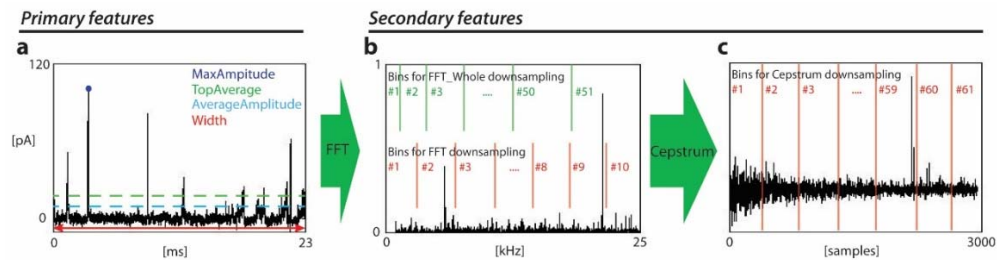 Primary features
Secondary features
a
120
MaxAmplitude
TopAverage
AverageAmplitude
Width
[pA]
0
0
[ms]
23
FFT
b
1
Bins for FFT_Whole downsampling
#1 #2 #3 .... #50 #51
Bins for FFT downsampling
#1 #2 #3 .... #8 #9 #10
0
0
[kHz]
25
Cepstrum
c
Bins for Cepstrum downsampling
#1 #2 #3 .... #59 #60 #61
0
[samples]
3000